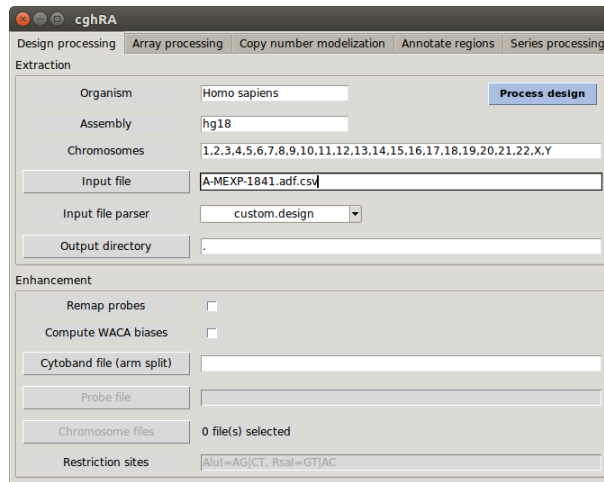 cghRA
Design processing Array processing Copy number modelization Annotate regions Series processing
Extraction
Organism Homo sapiens Process design
Assembly hg18
Chromosomes 1,2,3,4,5,6,7,8,9,10,11,12,13,14,15,16,17,18,19,20,21,22,X,Y
Input file A-MEXP-1841.adf.csv
Input file parser custom.design
Output directory .
Enhancement
Remap probes
Compute WACA biases
Cytoband file (arm split)
Probe file
Chromosome files 0 file(s) selected
Restriction sites AluI=AG|CT, RsaI=GT|AC